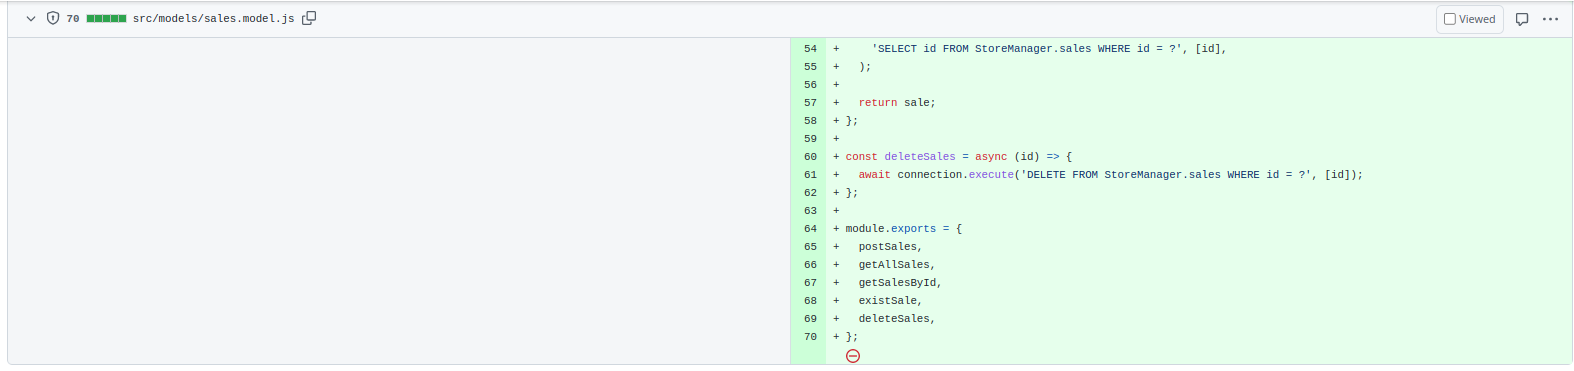 70 src/models/sales.model.js Viewed
54 + 'SELECT id FROM StoreManager.sales WHERE id = ?', [id],
55 + );
56 +
57 + return sale;
58 + };
59 +
60 + const deleteSales = async (id) => {
61 + await connection.execute('DELETE FROM StoreManager.sales WHERE id = ?', [id]);
62 + };
63 +
64 + module.exports = {
65 + postSales,
66 + getAllSales,
67 + getSalesById,
68 + existSale,
69 + deleteSales,
70 + };